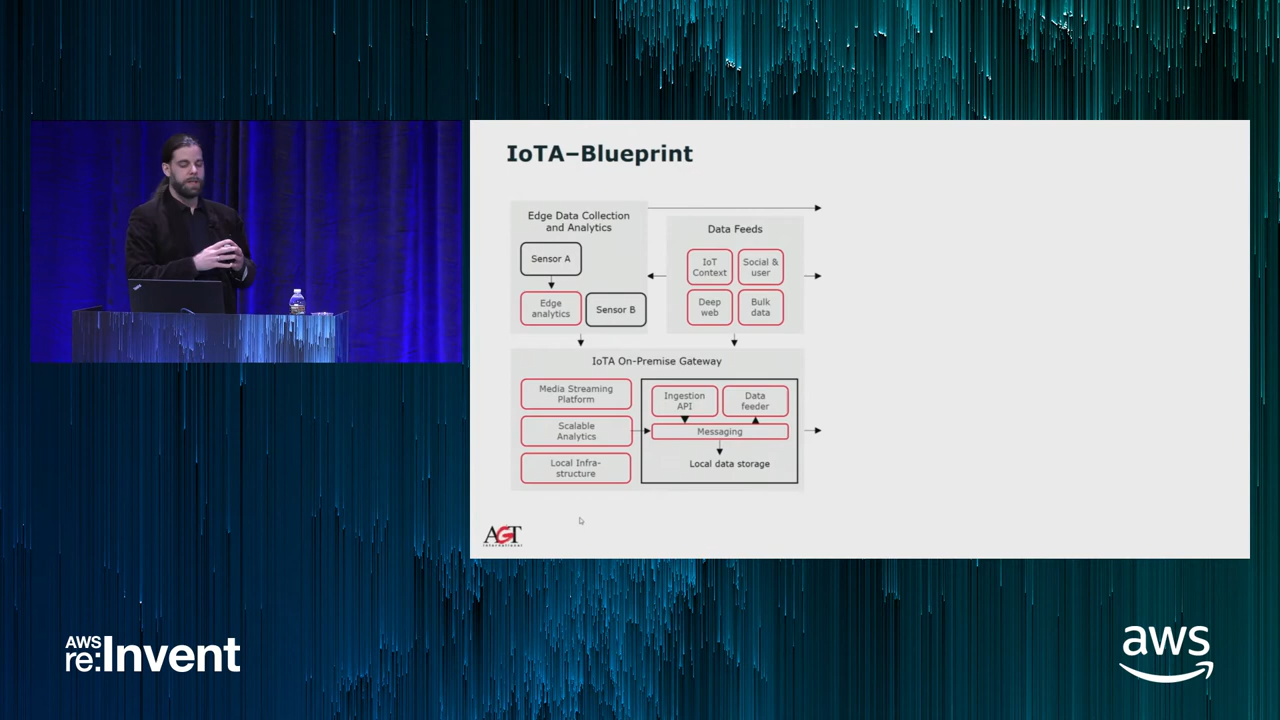 IoTA–Blueprint
Edge Data Collection
and Analytics
Sensor A
Edge
analytics
Sensor B
Data Feeds
IoT
Context
Social &
user
Deep
web
Bulk
data
IoTA On-Premise Gateway
Media Streaming
Platform
Scalable
Analytics
Local Infra-
structure
Ingestion
API
Data
feeder
Messaging
Local data storage
AGT
International
AWS
re:Invent
aws